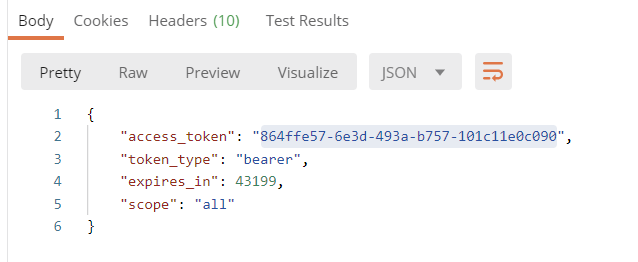 Body Cookies Headers (10) Test Results
Pretty Raw Preview Visualize JSON
1 {
2 "access_token": "864ffe57-6e3d-493a-b757-101c11e0c090",
3 "token_type": "bearer",
4 "expires_in": 43199,
5 "scope": "all"
6 }